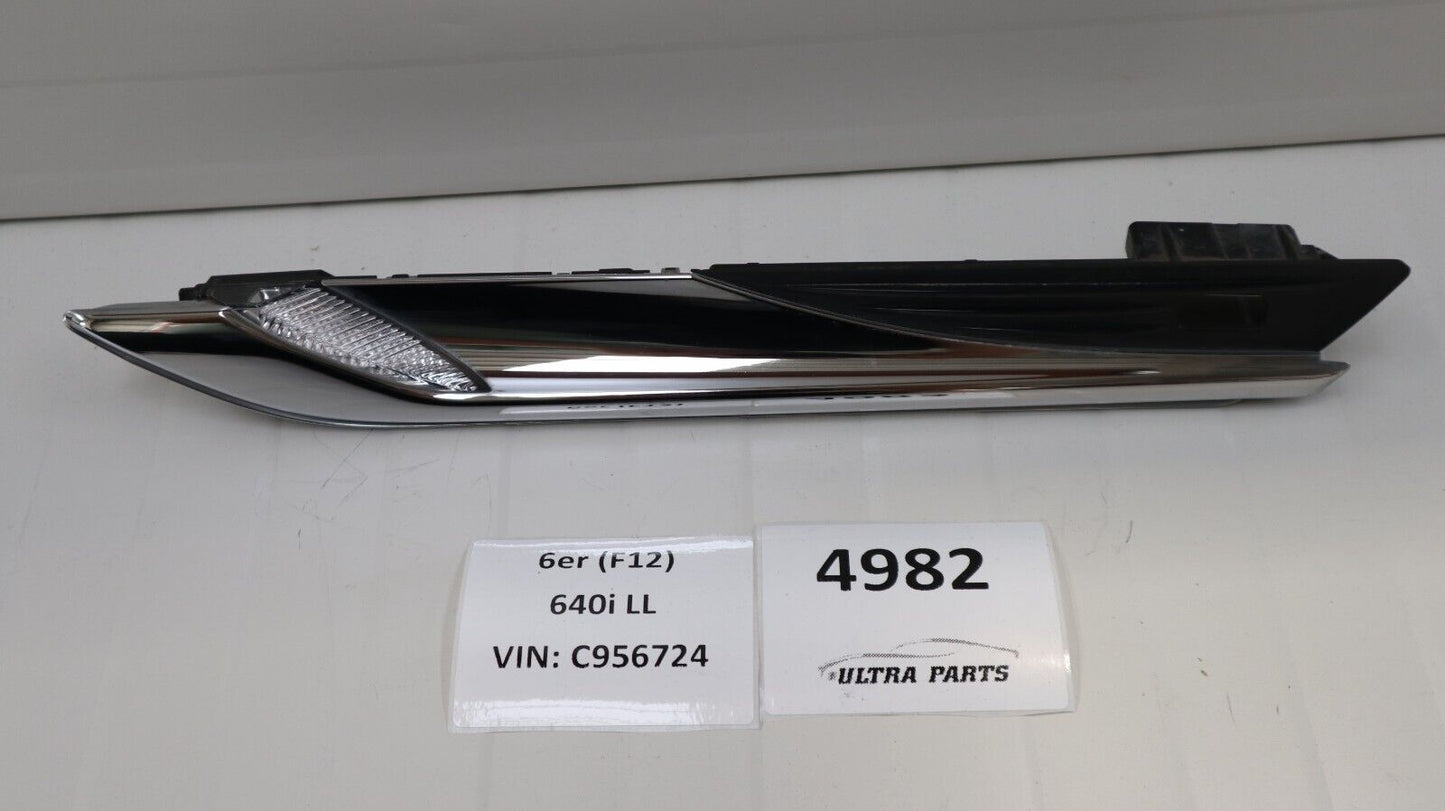 6er (F12)
640i LL
VIN: C956724
4982
ULTRA PARTS